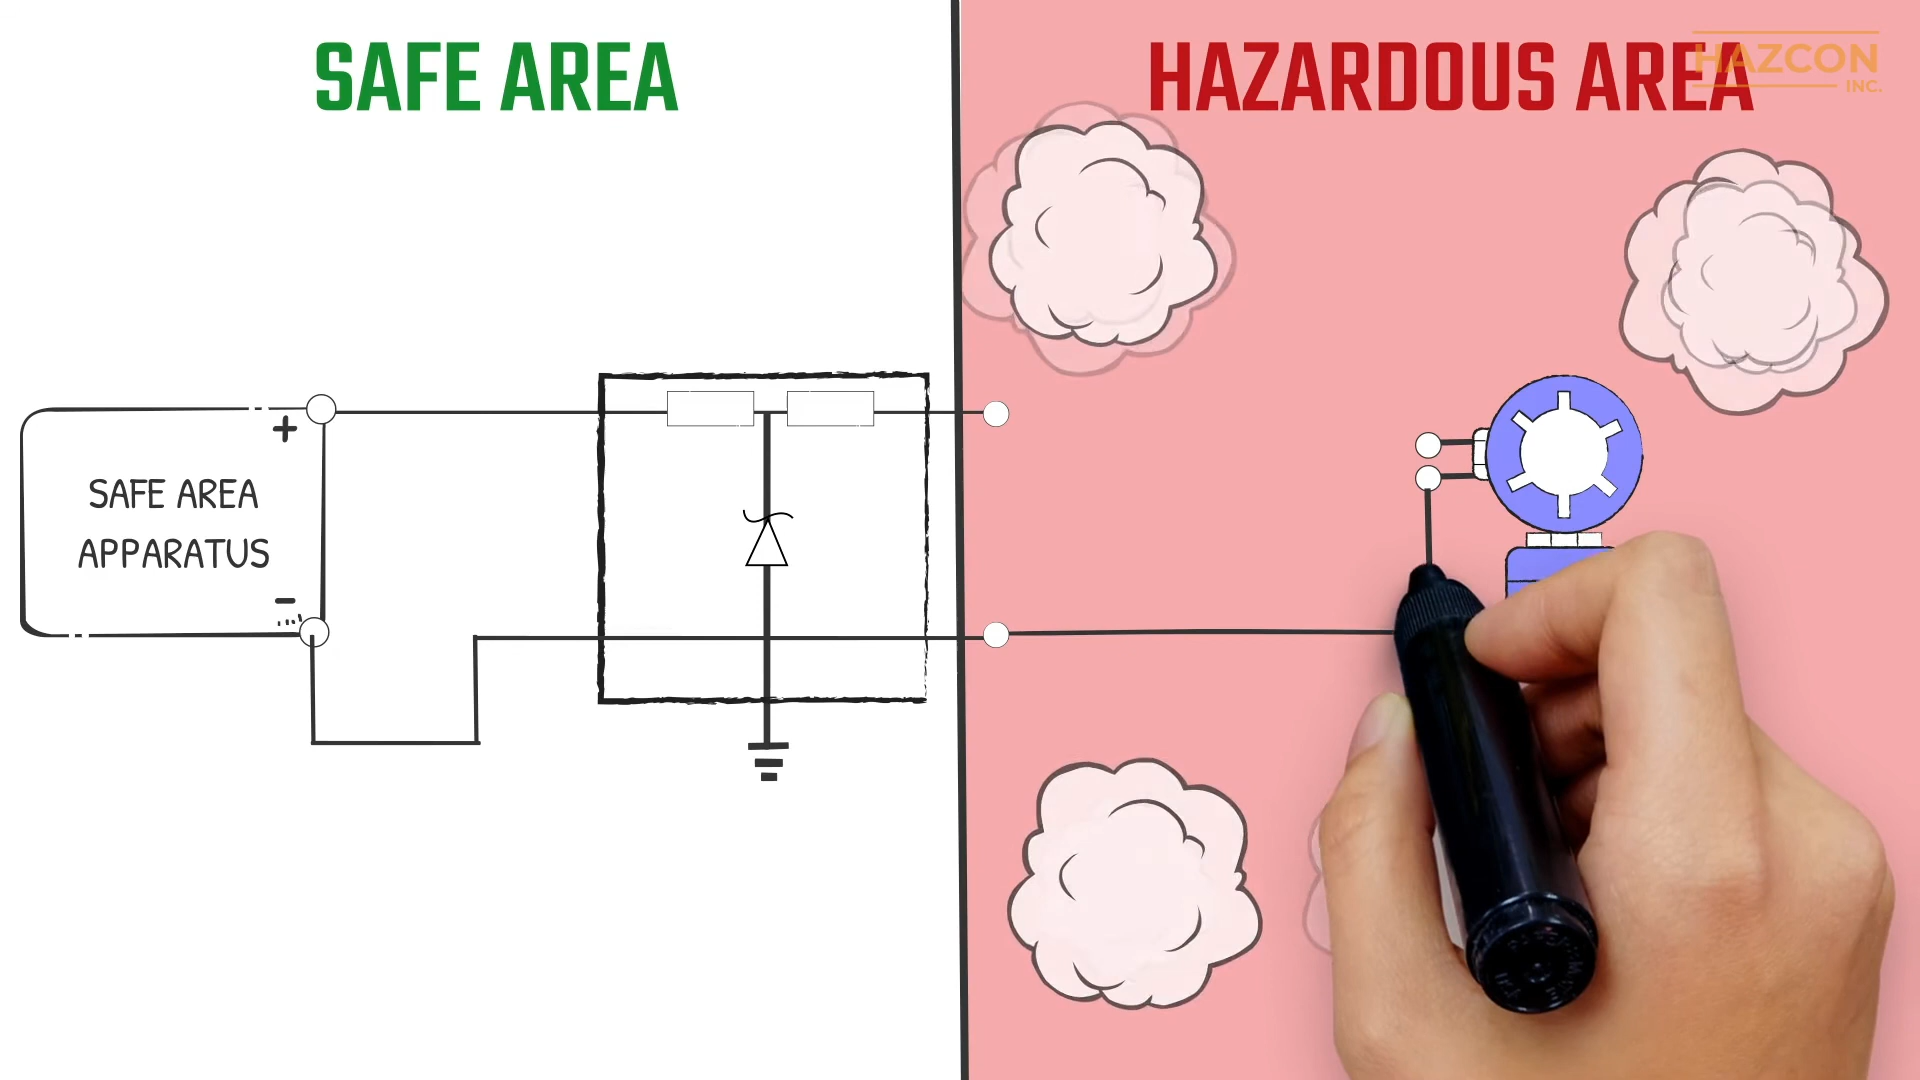 SAFE AREA
HAZARDOUS AREA
HAZCON
INC.
+
SAFE AREA
APPARATUS
-